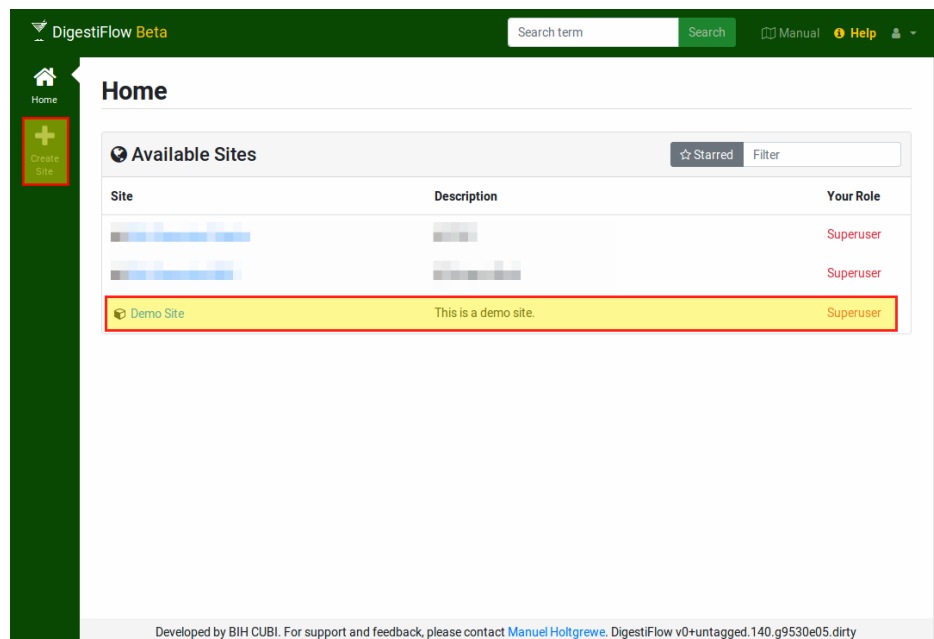 DigestiFlow Beta
Search term
Search
Manual
Help
Home
Home
Create
Site
Available Sites
Starred
Filter
Site Description Your Role
Superuser
Superuser
Demo Site This is a demo site. Superuser
Developed by BIH CUBI. For support and feedback, please contact Manuel Holtgrewe. DigestiFlow v0+untagged.140.g9530e05.dirty